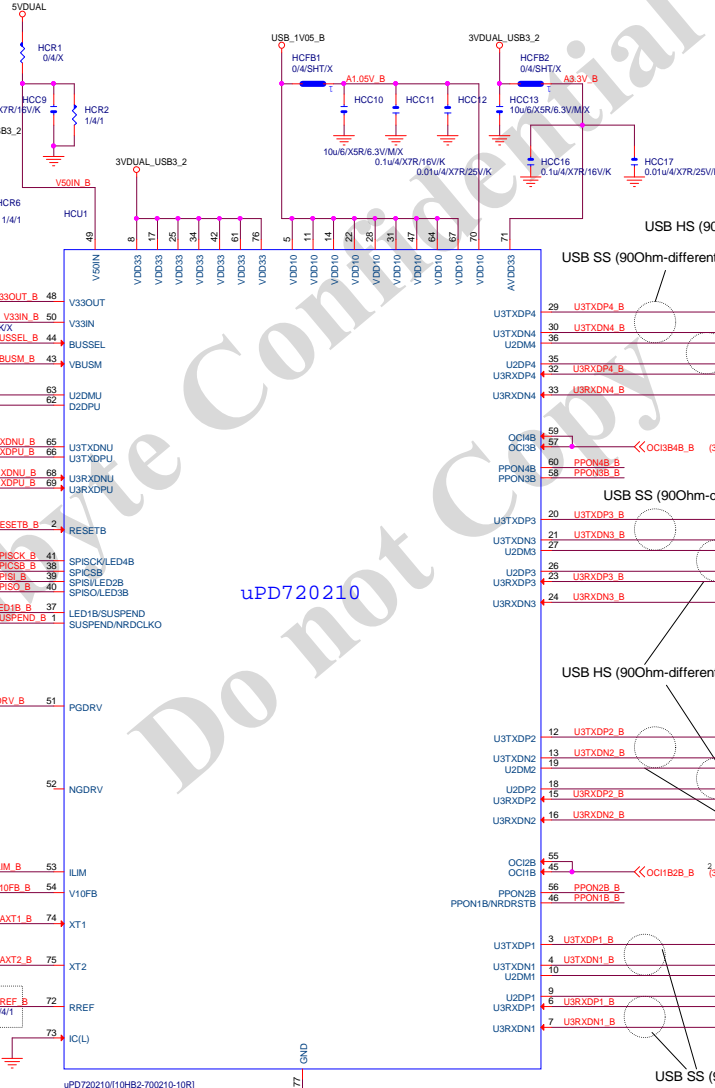 5VDUAL
HCR1
0/4/X
USB_1V05_B
3VDUAL_USB3_2
HCFB1
0/4/SHT/X
HCFB2
0/4/SHT/X
A1.05V_B
A3.3V_B
HCC9
X7R/16V/K
HCR2
1/4/1
HCC10
HCC11
HCC12
HCC13
10u/6/X5R/6.3V/M/X
10u/6/X5R/6.3V/M/X
0.1u/4/X7R/16V/K
0.01u/4/X7R/25V/K
SB3_2
3VDUAL_USB3_2
HCC16
0.1u/4/X7R/16V/K
HCC17
0.01u/4/X7R/25V/
V50IN_B
HCR6
1/4/1
HCU1
USB HS (90
USB SS (90Ohm-different
49
8
17
25
34
42
61
76
5
11
14
22
28
31
47
64
67
70
71
V50IN
VDD33
VDD33
VDD33
VDD33
VDD33
VDD33
VDD33
VDD10
VDD10
VDD10
VDD10
VDD10
VDD10
VDD10
VDD10
VDD10
VDD10
AVDD33
33OUT_B 48 V33OUT
V33IN_B 50 V33IN
K/X
USSEL_B 44 BUSSEL
BUSM_B 43 VBUSM
63 U2DMU
62 D2DPU
XDNU_B 65 U3TXDNU
XDPU_B 66 U3TXDPU
XDNU_B 68 U3RXDNU
XDPU_B 69 U3RXDPU
ESETB_B 2 RESETB
PISCK_B 41 SPISCK/LED4B
PICSB_B 38 SPICSB
PISI_B 39 SPISI/LED2B
PISO_B 40 SPISO/LED3B
ED1B_B 37 LED1B/SUSPEND
USPEND_B 1 SUSPEND/NRDCLKO
DRV_B 51 PGDRV
52 NGDRV
IM_B 53 ILIM
10FB_B 54 V10FB
AXT1_B 74 XT1
AXT2_B 75 XT2
REF_B 72 RREF
/4/1
73 IC(L)
uPD720210
U3TXDP4 29 U3TXDP4_B
U3TXDN4 30 U3TXDN4_B
U2DM4 36
U2DP4 35
U3RXDP4 32 U3RXDP4_B
U3RXDN4 33 U3RXDN4_B
OCI4B 59
OCI3B 57 OCI3B4B_B
PPON4B 60 PPON4B_B
PPON3B 58 PPON3B_B
USB SS (90Ohm-d
U3TXDP3 20 U3TXDP3_B
U3TXDN3 21 U3TXDN3_B
U2DM3 27
U2DP3 26
U3RXDP3 23 U3RXDP3_B
U3RXDN3 24 U3RXDN3_B
USB HS (90Ohm-different
U3TXDP2 12 U3TXDP2_B
U3TXDN2 13 U3TXDN2_B
U2DM2 19
U2DP2 18
U3RXDP2 15 U3RXDP2_B
U3RXDN2 16 U3RXDN2_B
OCI2B 55
OCI1B 45 OCI1B2B_B
PPON2B 56 PPON2B_B
PPON1B/NRDRSTB 46 PPON1B_B
U3TXDP1 3 U3TXDP1_B
U3TXDN1 4 U3TXDN1_B
U2DM1 10
U2DP1 9
U3RXDP1 6 U3RXDP1_B
U3RXDN1 7 U3RXDN1_B
USB SS (9
GND
77
uPD720210/[10HB2-700210-10R]
byte Confidential
Do not Copy